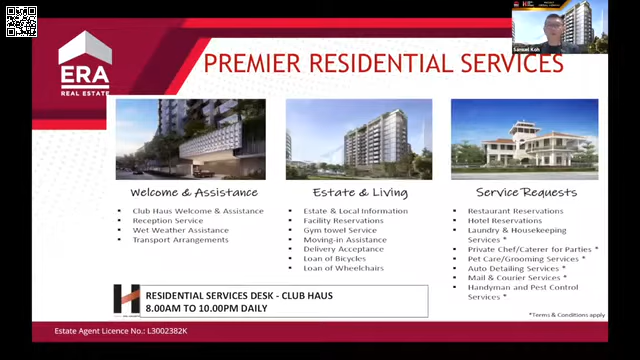 ERA
REAL ESTATE
PREMIER RESIDENTIAL SERVICES
Samuel Koh
Welcome & Assistance
Club Haus Welcome & Assistance
Reception Service
Wet Weather Assistance
Transport Arrangements
Estate & Living
Estate & Local Information
Facility Reservations
Gym towel Service
Moving-in Assistance
Delivery Acceptance
Loan of Bicycles
Loan of Wheelchairs
Service Requests
Restaurant Reservations
Hotel Reservations
Laundry & Housekeeping
Services *
Private Chef/Caterer for Parties *
Pet Care/Grooming Services *
Auto Detailing Services *
Mail & Courier Services *
Handyman and Pest Control
Services *
RESIDENTIAL SERVICES DESK - CLUB HAUS
8.00AM TO 10.00PM DAILY
*Terms & Conditions apply
Estate Agent Licence No.: L3002382K